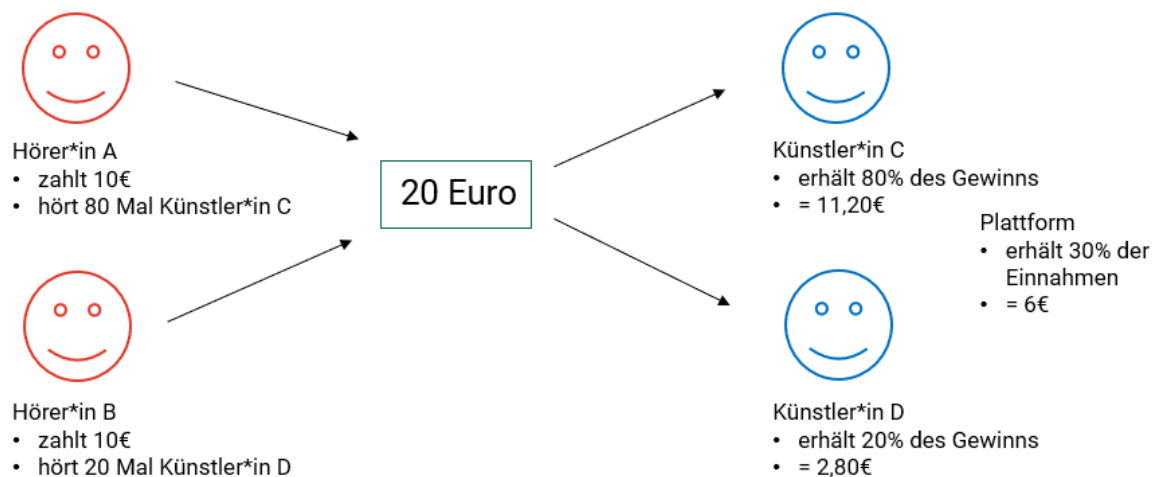 Hörer*in A
• zahlt 10€
• hört 80 Mal Künstler*in C
Hörer*in B
• zahlt 10€
• hört 20 Mal Künstler*in D
20 Euro
Künstler*in C
• erhält 80% des Gewinns
• = 11,20€
Künstler*in D
• erhält 20% des Gewinns
• = 2,80€
Plattform
• erhält 30% der
Einnahmen
• = 6€